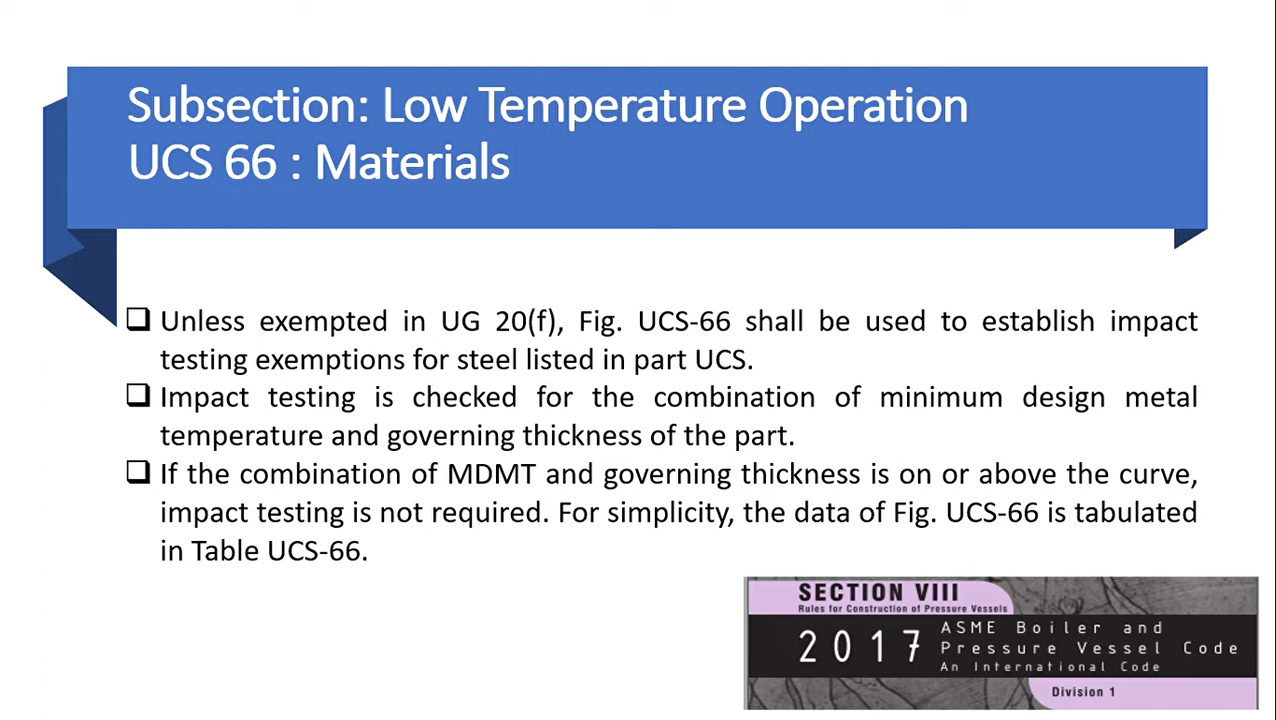 Subsection: Low Temperature Operation
UCS 66 : Materials
❑ Unless exempted in UG 20(f), Fig. UCS-66 shall be used to establish impact
testing exemptions for steel listed in part UCS.
❑ Impact testing is checked for the combination of minimum design metal
temperature and governing thickness of the part.
❑ If the combination of MDMT and governing thickness is on or above the curve,
impact testing is not required. For simplicity, the data of Fig. UCS-66 is tabulated
in Table UCS-66.
SECTION VIII
Rules for Construction of Pressure Vessels
2017
ASME Boiler and
Pressure Vessel Code
An International Code
Division 1